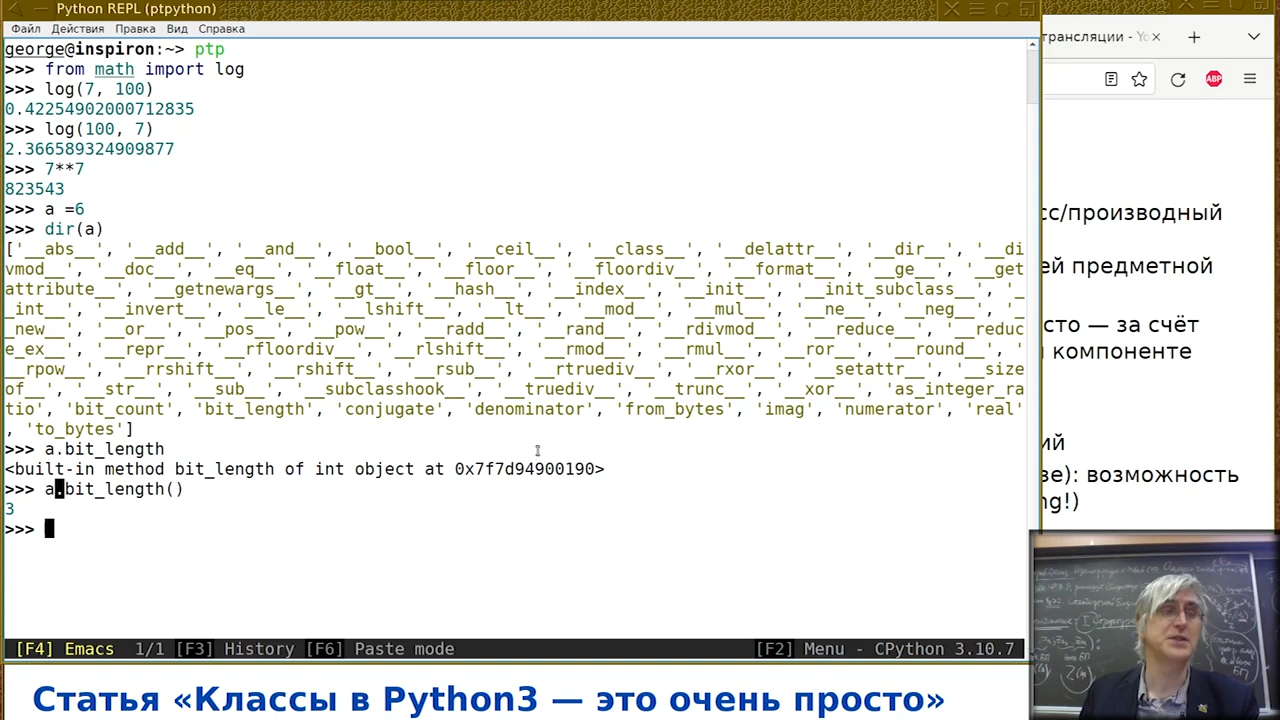 Python REPL (ptpython)
Файл Действия Правка Вид Справка
george@inspiron:~> ptp
>>> from math import log
>>> log(7, 100)
0.42254902000712835
>>> log(100, 7)
2.366589324909877
>>> 7**7
823543
>>> a =6
>>> dir(a)
['__abs__', '__add__', '__and__', '__bool__', '__ceil__', '__class__', '__delattr__', '__dir__', '__di
vmod__', '__doc__', '__eq__', '__float__', '__floor__', '__floordiv__', '__format__', '__ge__', '__get
attribute__', '__getnewargs__', '__gt__', '__hash__', '__index__', '__init__', '__init_subclass__', '_
_int__', '__invert__', '__le__', '__lshift__', '__lt__', '__mod__', '__mul__', '__ne__', '__neg__', '_
_new__', '__or__', '__pos__', '__pow__', '__radd__', '__rand__', '__rdivmod__', '__reduce__', '__reduc
e_ex__', '__repr__', '__rfloordiv__', '__rlshift__', '__rmod__', '__rmul__', '__ror__', '__round__', '
__rpow__', '__rrshift__', '__rshift__', '__rsub__', '__rtruediv__', '__rxor__', '__setattr__', '__size
of__', '__str__', '__sub__', '__subclasshook__', '__truediv__', '__trunc__', '__xor__', 'as_integer_ra
tio', 'bit_count', 'bit_length', 'conjugate', 'denominator', 'from_bytes', 'imag', 'numerator', 'real'
, 'to_bytes']
>>> a.bit_length
<built-in method bit_length of int object at 0x7f7d94900190>
>>> a.bit_length()
3
>>>
[F4] Emacs 1/1 [F3] History [F6] Paste mode [F2] Menu - CPython 3.10.7
трансляции -
ABP
сс/производный
ей предметной
сто — за счёт
компоненте
ий
ве): возможность
ng!)
Статья «Классы в Python3 — это очень просто»